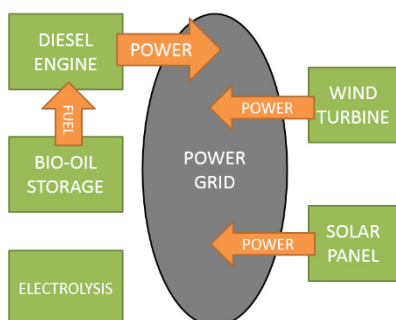 DIESEL
ENGINE
POWER
FUEL
BIO-OIL
STORAGE
ELECTROLYSIS
POWER
GRID
POWER
WIND
TURBINE
POWER
SOLAR
PANEL